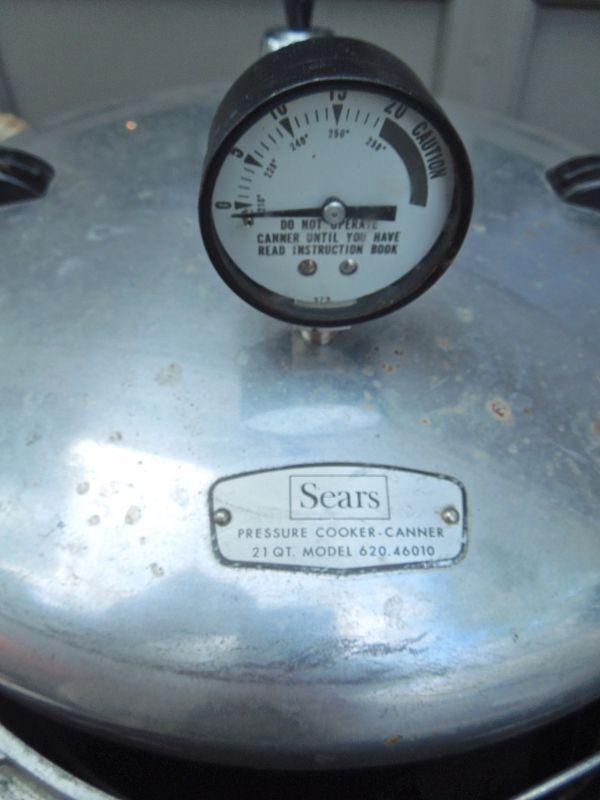 0 5 10 15 20 CAUTION
220° 240° 250°
DO NOT OPERATE
CANNER UNTIL YOU HAVE
READ INSTRUCTION BOOK
Sears
PRESSURE COOKER-CANNER
21 QT. MODEL 620.46010